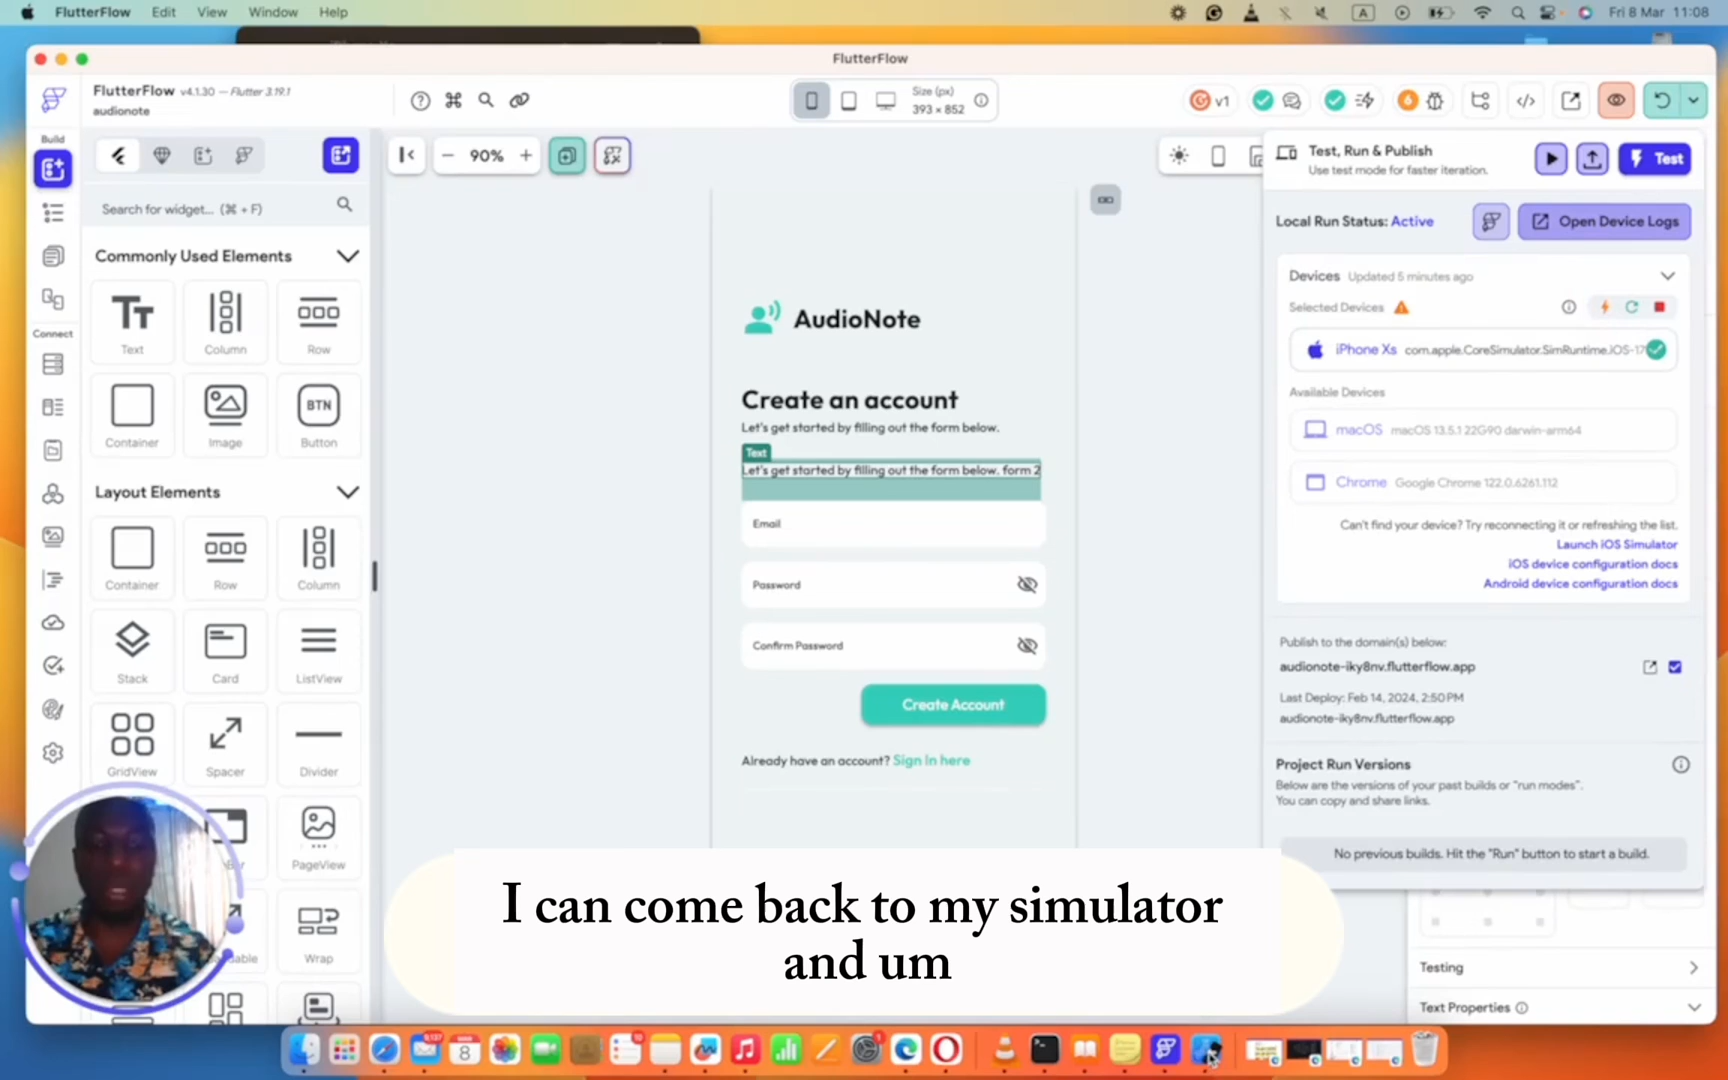 FlutterFlow Edit View Window Help
A Fri 8 Mar 11:08
FlutterFlow
FlutterFlow v4.1.30 – Flutter 3.19.1
audionote
Size (px)
393 × 852
v1
Build
90%
Search for widget... (⌘ + F)
Test, Run & Publish
Use test mode for faster iteration.
Test
Local Run Status: Active
Open Device Logs
Commonly Used Elements
Text
Column
Row
Container
Image
BTN
Button
Connect
Layout Elements
Container
Row
Column
Stack
Card
ListView
GridView
Spacer
Divider
PageView
Wrap
AudioNote
Create an account
Let's get started by filling out the form below.
Text
Let's get started by filling out the form below. form 2
Email
Password
Confirm Password
Create Account
Already have an account? Sign In here
Devices Updated 5 minutes ago
Selected Devices
iPhone Xs com.apple.CoreSimulator.SimRuntime.iOS-17
Available Devices
macOS macOS 13.5.1 22G90 darwin-arm64
Chrome Google Chrome 122.0.6261.112
Can't find your device? Try reconnecting it or refreshing the list.
Launch iOS Simulator
iOS device configuration docs
Android device configuration docs
Publish to the domain(s) below:
audionote-iky8nv.flutterflow.app
Last Deploy: Feb 14, 2024, 2:50 PM
audionote-iky8nv.flutterflow.app
Project Run Versions
Below are the versions of your past builds or "run modes".
You can copy and share links.
No previous builds. Hit the "Run" button to start a build.
Testing
Text Properties
I can come back to my simulator
and um